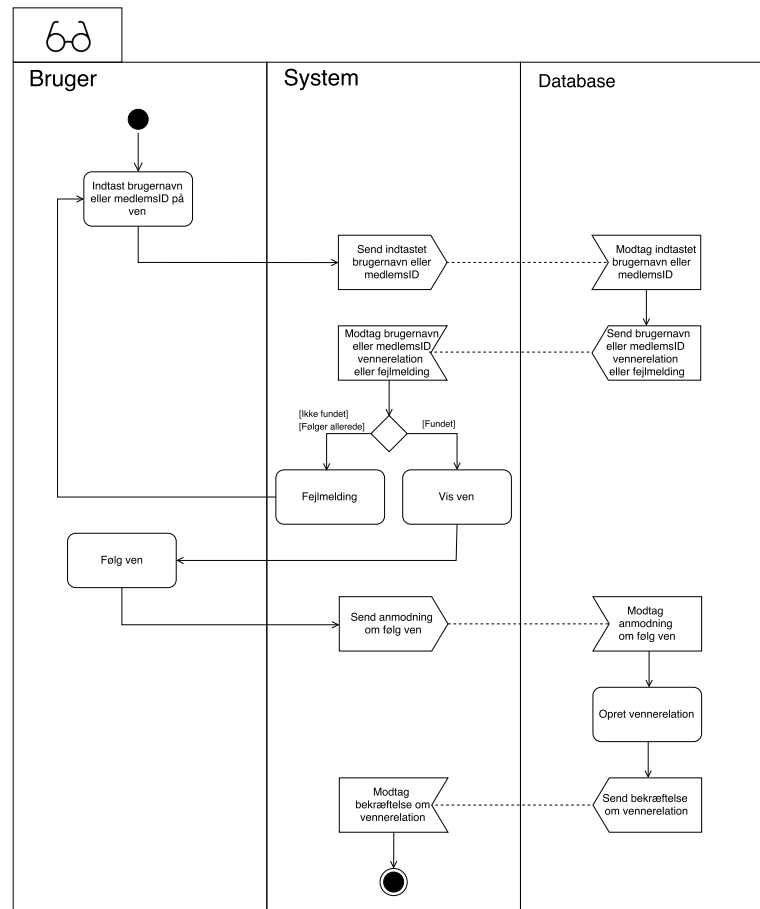 Bruger
System
Database
Indtast brugernavn
eller medlemsID på
ven
Send indtastet
brugernavn eller
medlemsID
Modtag indtastet
brugernavn eller
medlemsID
Modtag brugernavn
eller medlemsID
vennerelation
eller fejlmelding
Send brugernavn
eller medlemsID
vennerelation
eller fejlmelding
[Ikke fundet]
[Følger allerede]
[Fundet]
Fejlmelding
Vis ven
Følg ven
Send anmodning
om følg ven
Modtag
anmodning
om følg ven
Opret vennerelation
Modtag
bekræftelse om
vennerelation
Send bekræftelse
om vennerelation